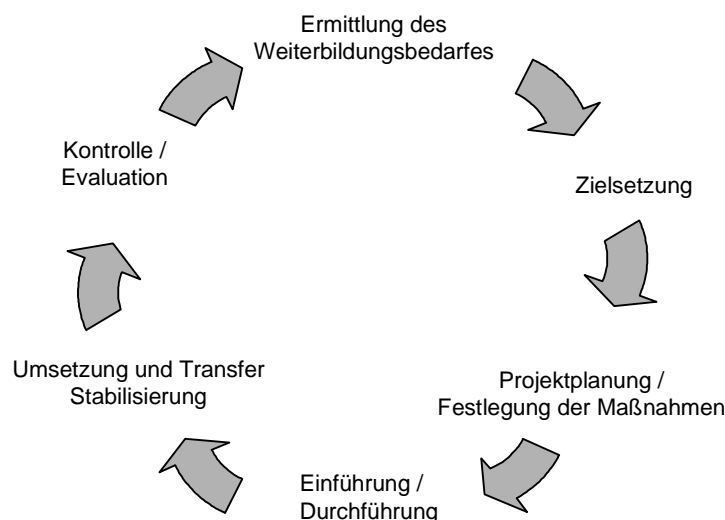 Ermittlung des
Weiterbildungsbedarfes
Zielsetzung
Projektplanung /
Festlegung der Maßnahmen
Einführung /
Durchführung
Umsetzung und Transfer
Stabilisierung
Kontrolle /
Evaluation